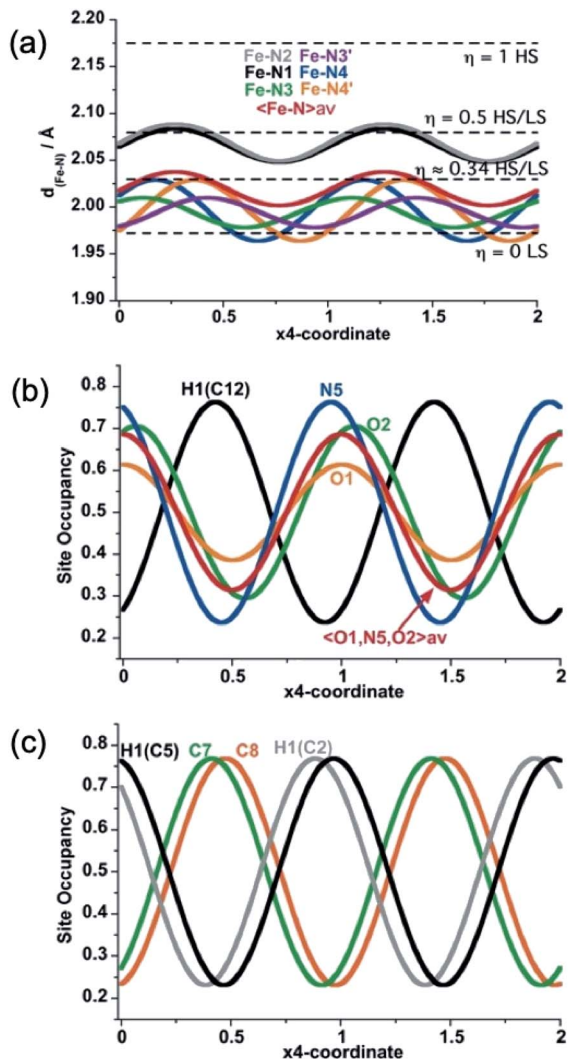 (a)
2.20
2.15
2.10
2.05
2.00
1.95
1.90
d(Fe-N) / Å
Fe-N2 Fe-N3'
Fe-N1 Fe-N4
Fe-N3 Fe-N4'
<Fe-N>av
η = 1 HS
η = 0.5 HS/LS
η ≈ 0.34 HS/LS
η = 0 LS
0 0.5 1 1.5 2
x4-coordinate
(b)
0.8
0.7
0.6
0.5
0.4
0.3
0.2
Site Occupancy
H1(C12) N5
O2
O1
<O1,N5,O2>av
0 0.5 1 1.5 2
x4-coordinate
(c)
0.8
0.7
0.6
0.5
0.4
0.3
0.2
Site Occupancy
H1(C5) C7 C8 H1(C2)
0 0.5 1 1.5 2
x4-coordinate